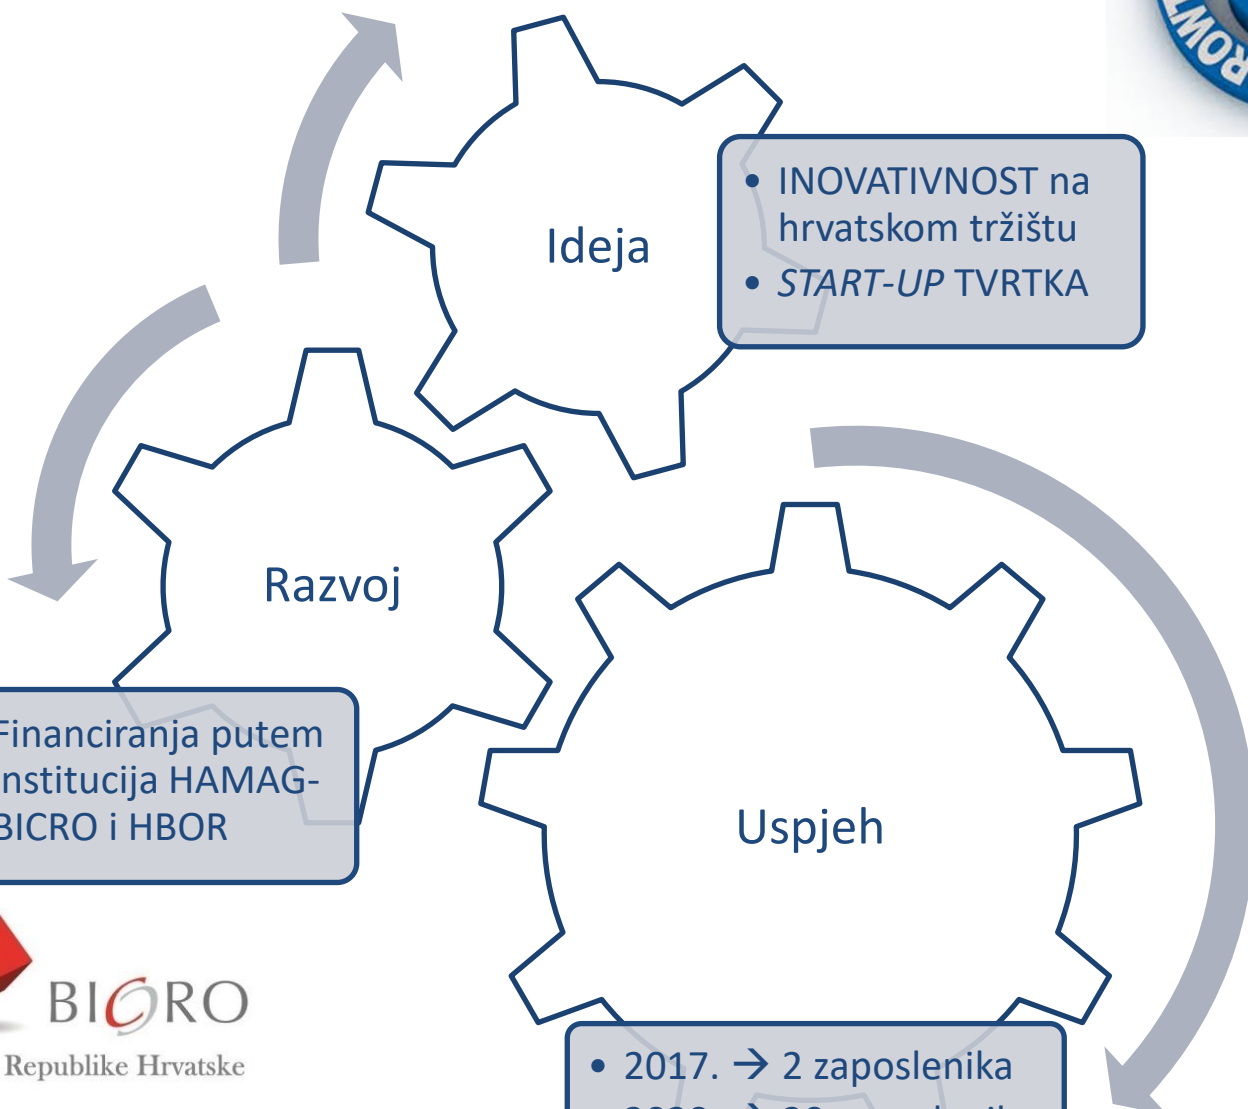 Ideja
• INOVATIVNOST na
hrvatskom tržištu
• START-UP TVRTKA
Razvoj
Financiranja putem
institucija HAMAG-
BICRO i HBOR
Uspjeh
BICRO
Republike Hrvatske
• 2017. → 2 zaposlenika